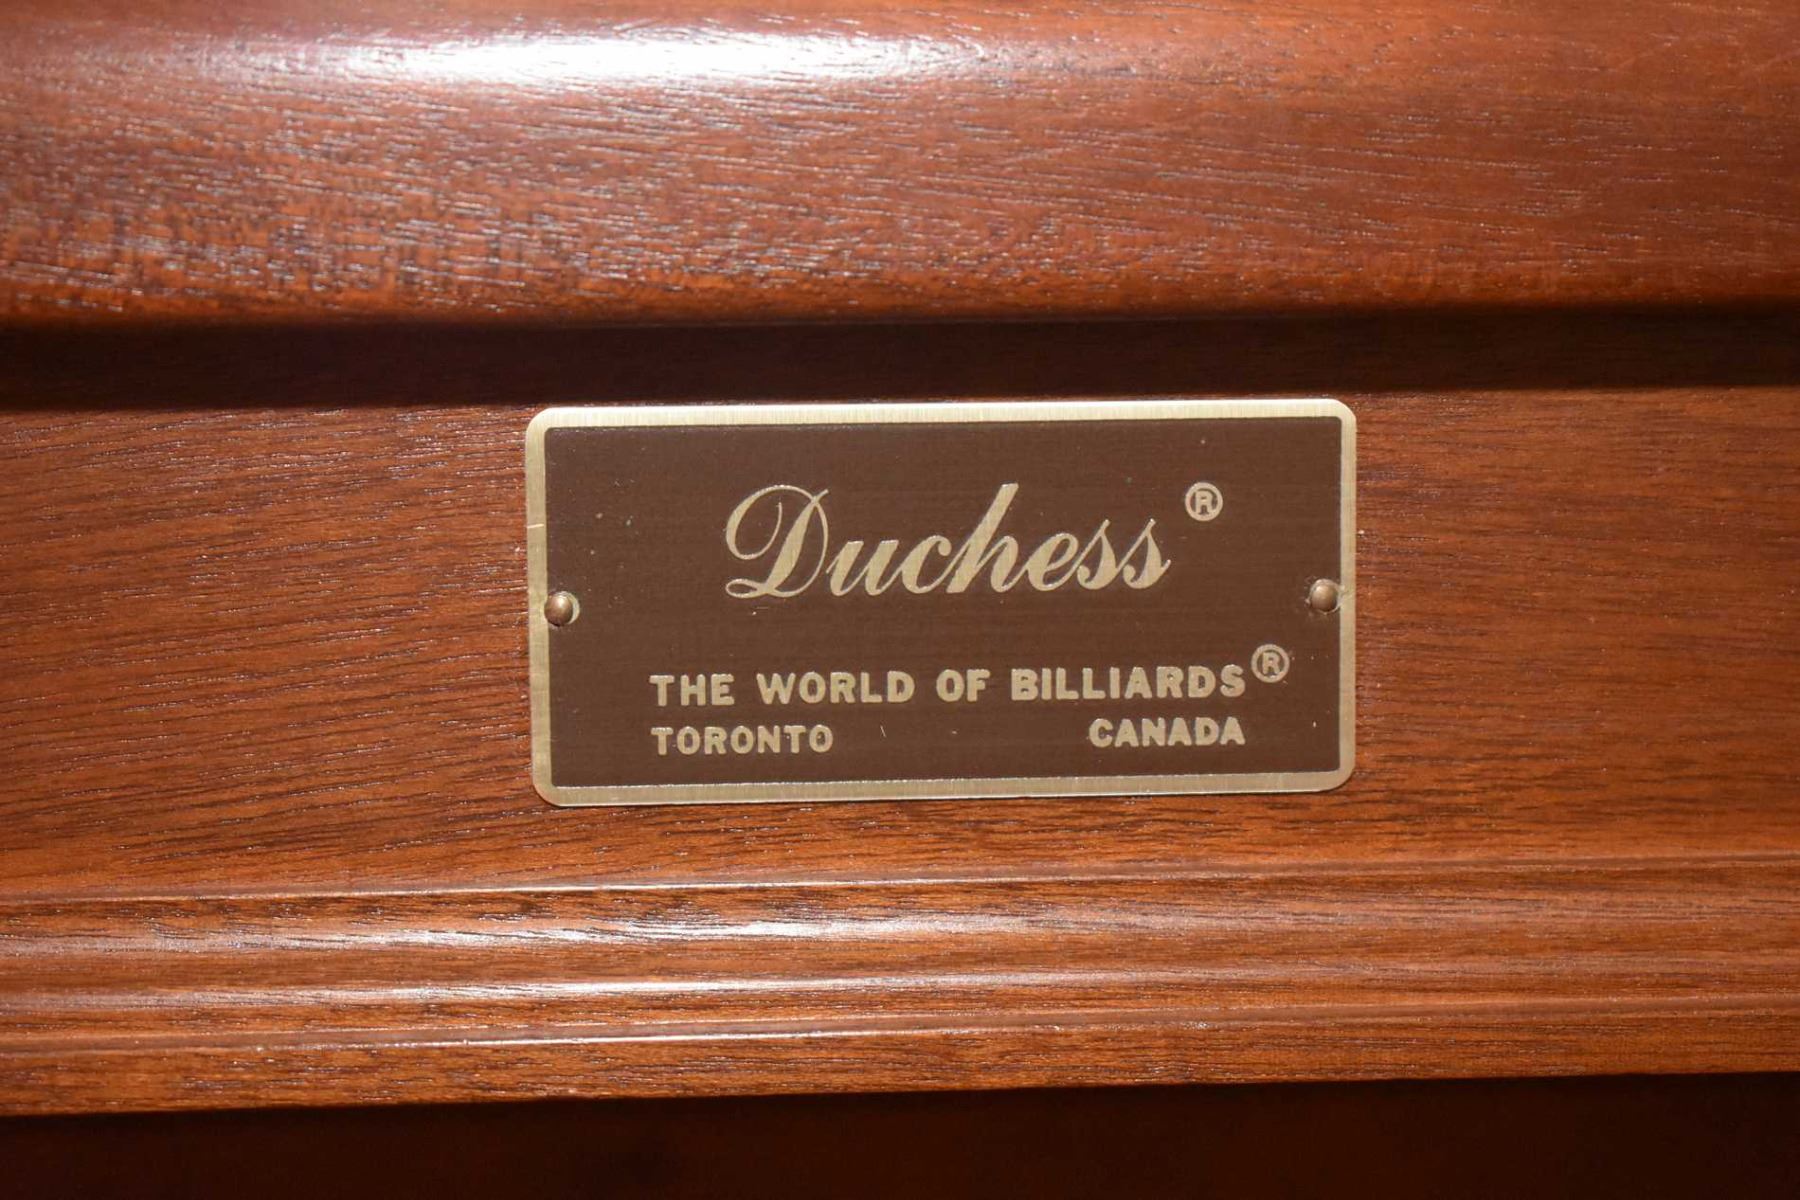 Duchess®
THE WORLD OF BILLIARDS®
TORONTO CANADA